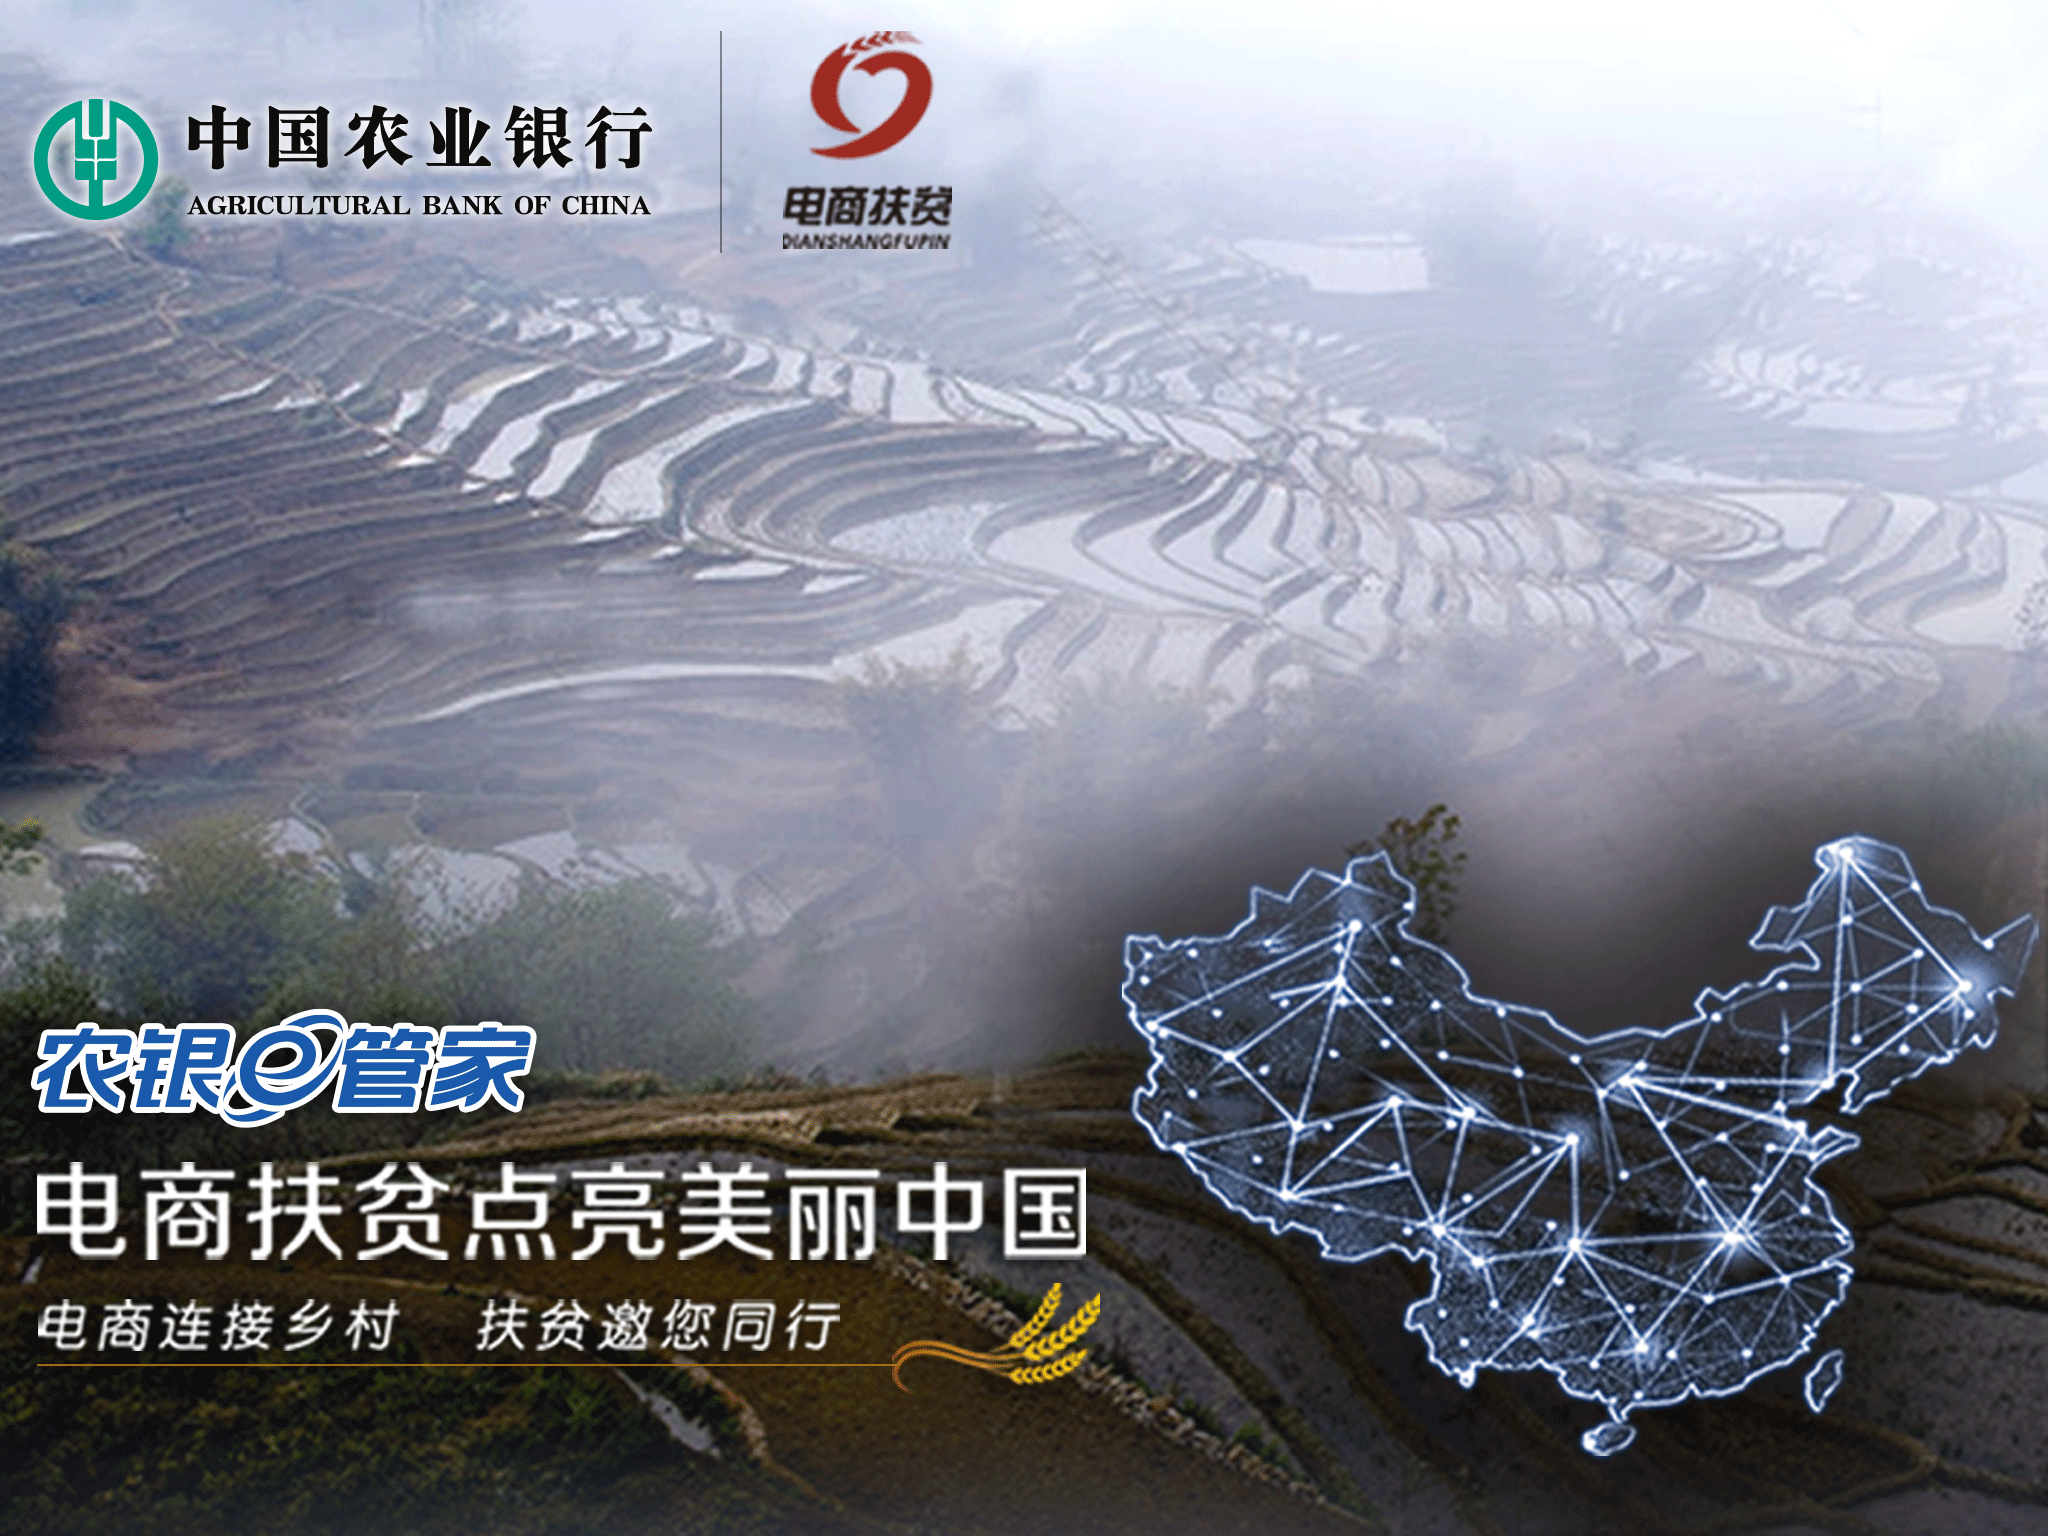 中国农业银行
AGRICULTURAL BANK OF CHINA
电商扶贫
DIANSHANGFUPIN
农银e管家
电商扶贫点亮美丽中国
电商连接乡村 扶贫邀您同行